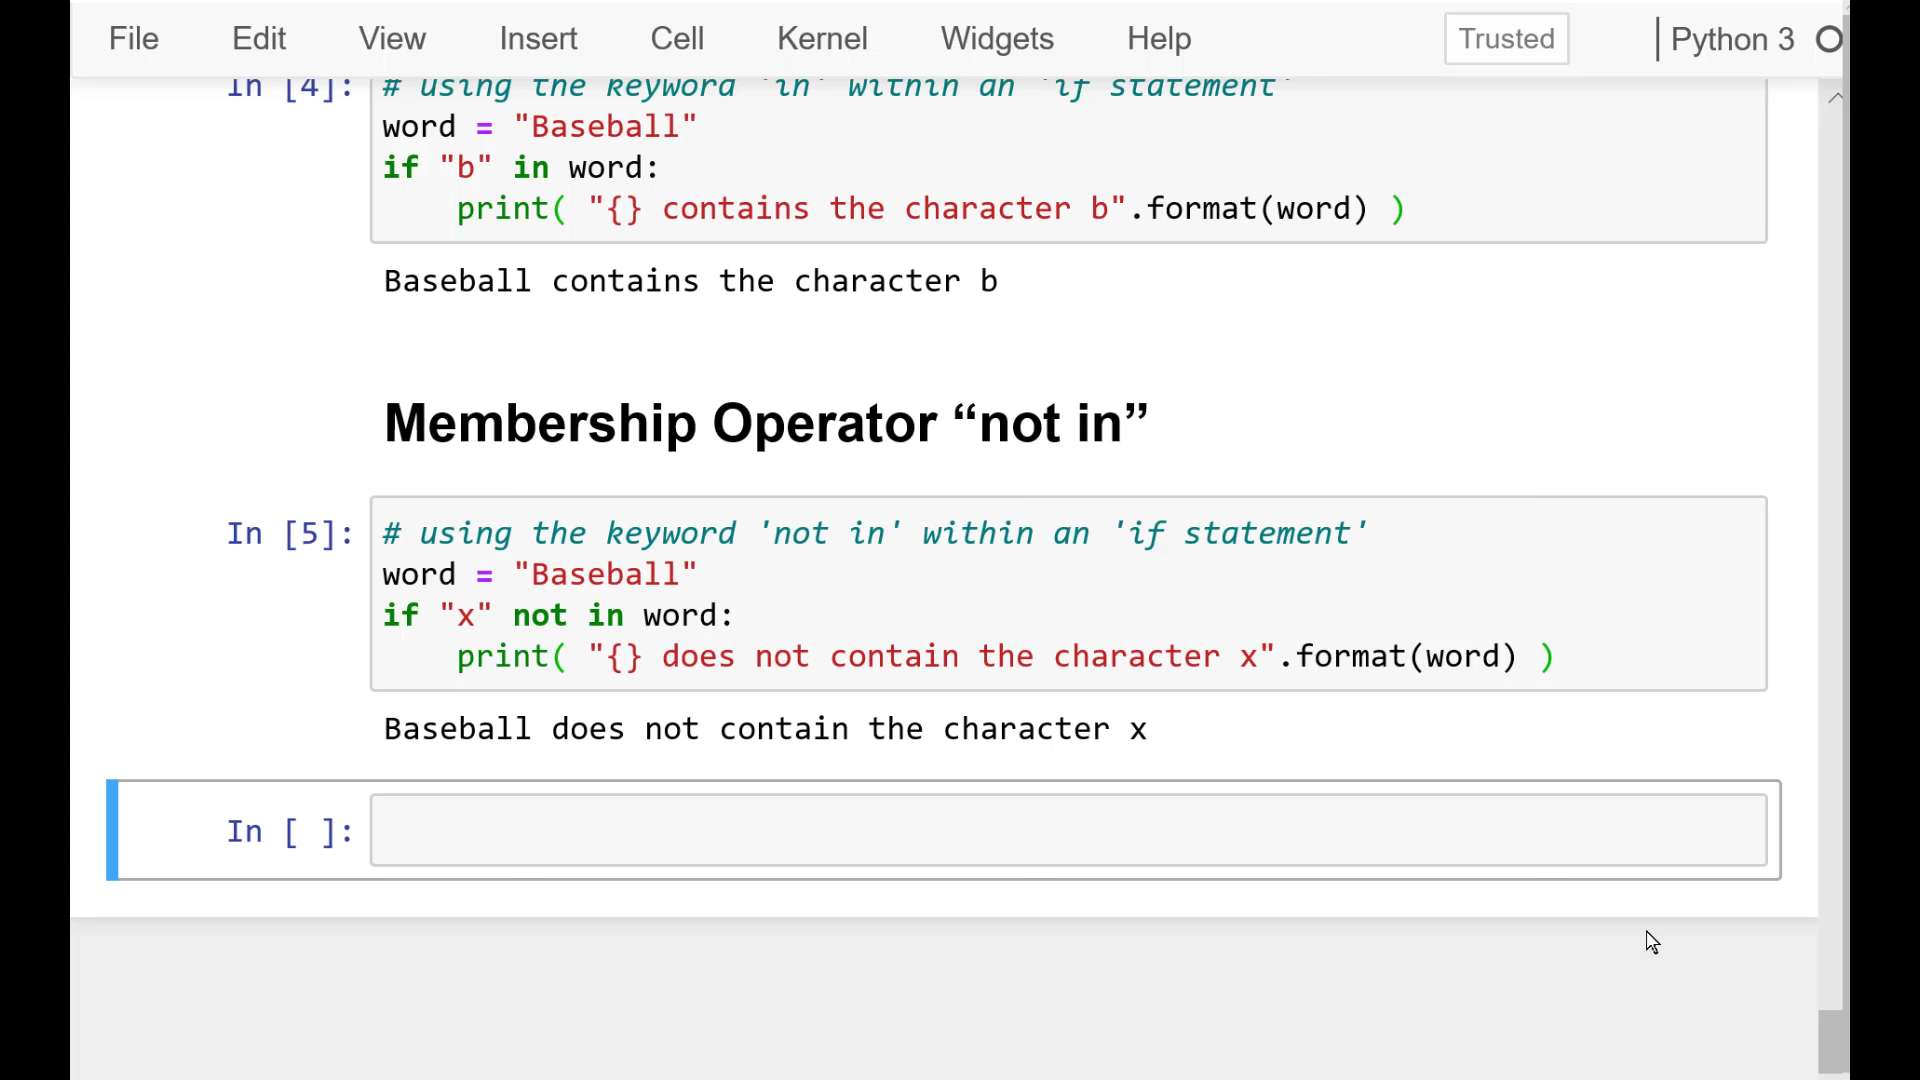 File Edit View Insert Cell Kernel Widgets Help Trusted Python 3
In [4]: # using the keyword 'in' within an 'if statement'
word = "Baseball"
if "b" in word:
    print( "{} contains the character b".format(word) )
Baseball contains the character b
Membership Operator “not in”
In [5]: # using the keyword 'not in' within an 'if statement'
word = "Baseball"
if "x" not in word:
    print( "{} does not contain the character x".format(word) )
Baseball does not contain the character x
In [ ]: